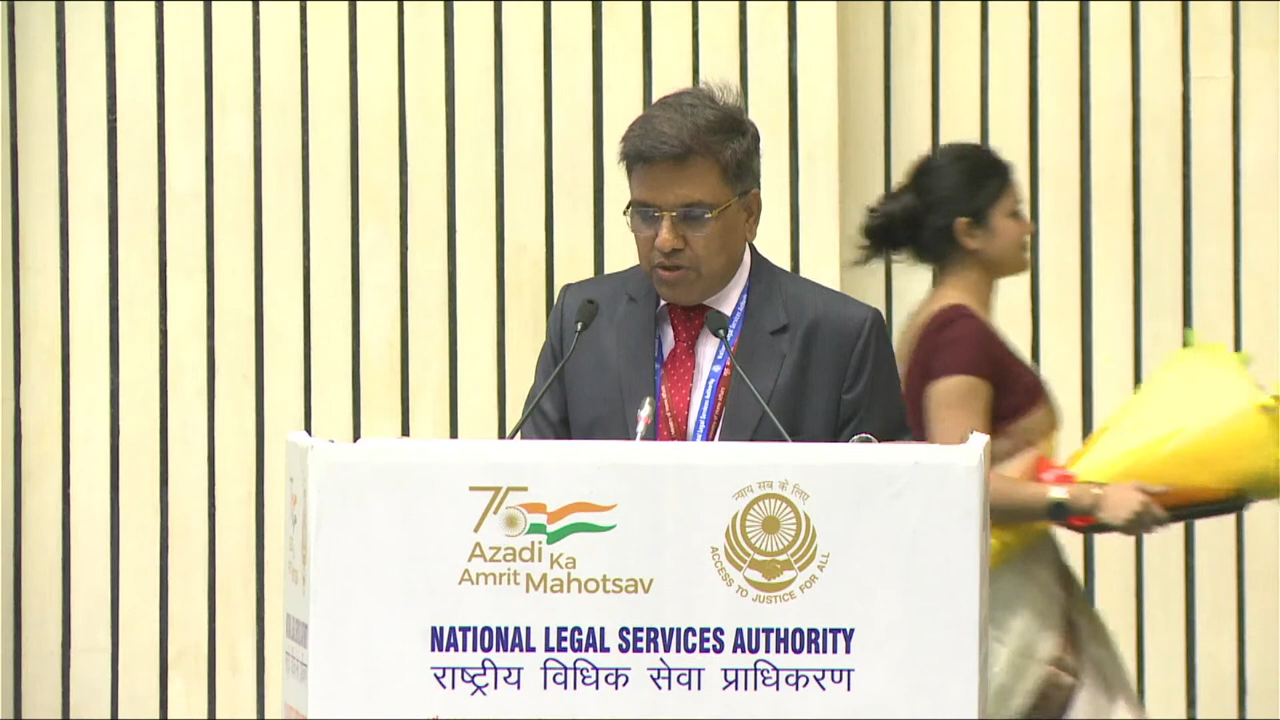 75
Azadi Ka
Amrit Mahotsav
न्याय सब के लिए
ACCESS TO JUSTICE FOR ALL
NATIONAL LEGAL SERVICES AUTHORITY
राष्ट्रीय विधिक सेवा प्राधिकरण